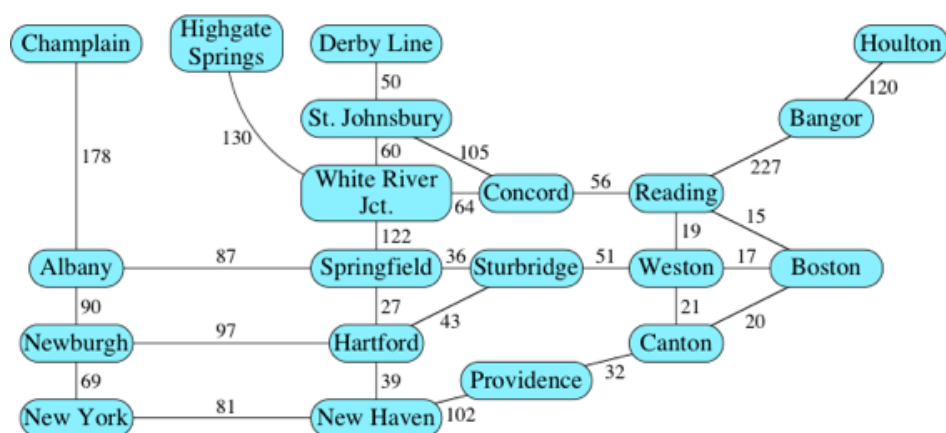 Champlain
Highgate
Springs
Derby Line
Houlton
50
120
St. Johnsbury
Bangor
178
130
60
105
227
White River
Jct.
64
Concord
56
Reading
122
19
15
Albany
87
Springfield
36
Sturbridge
51
Weston
17
Boston
90
27
43
21
20
Newburgh
97
Hartford
Canton
69
39
Providence
32
New York
81
New Haven
102